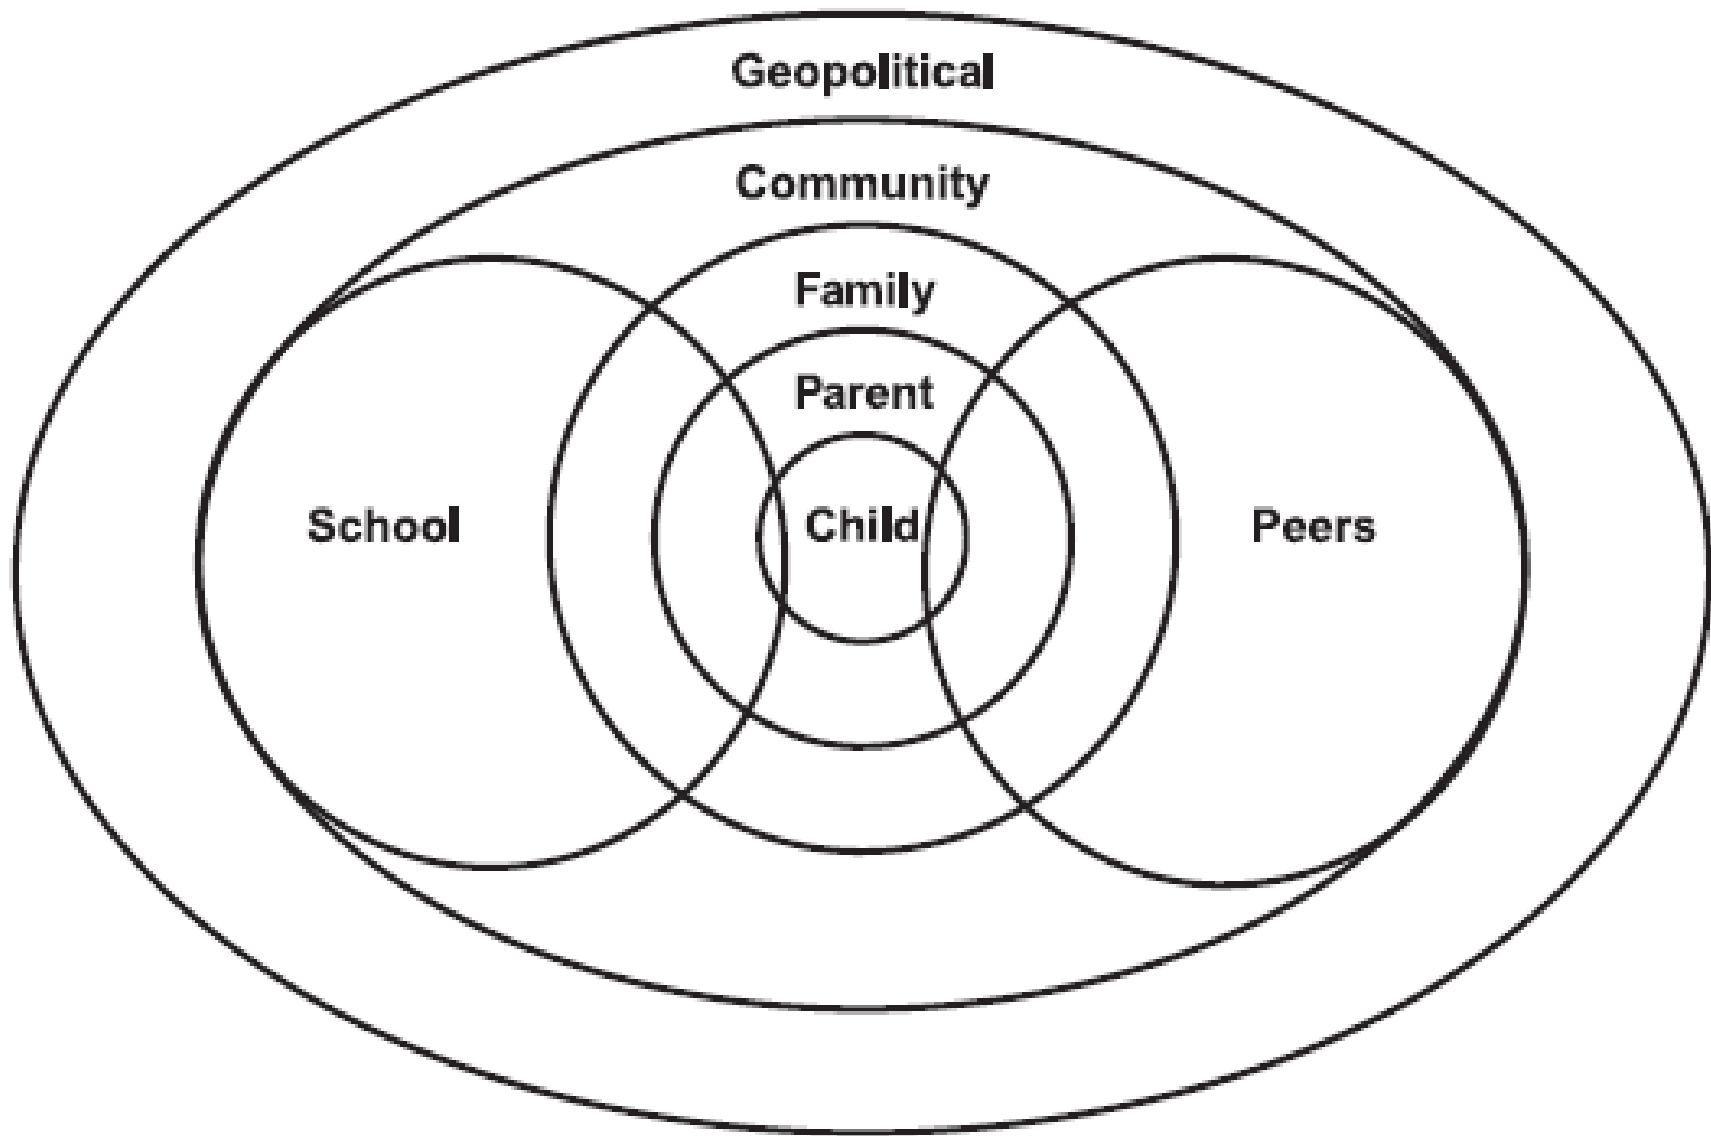 Geopolitical
Community
Family
Parent
School
Child
Peers